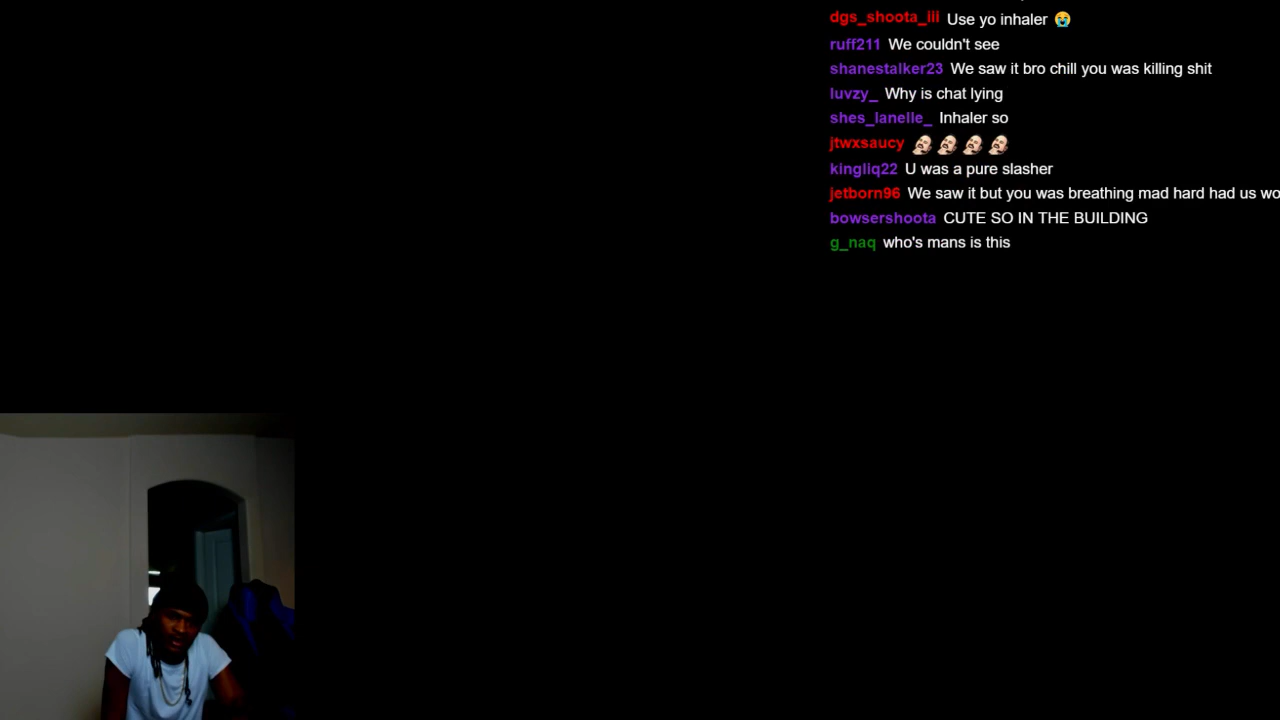 dgs_shoota_iii Use yo inhaler 😭
ruff211 We couldn't see
shanestalker23 We saw it bro chill you was killing shit
luvzy_ Why is chat lying
shes_lanelle_ Inhaler so
jtwxsaucy
kingliq22 U was a pure slasher
jetborn96 We saw it but you was breathing mad hard had us
bowsershoota CUTE SO IN THE BUILDING
g_naq who's mans is this